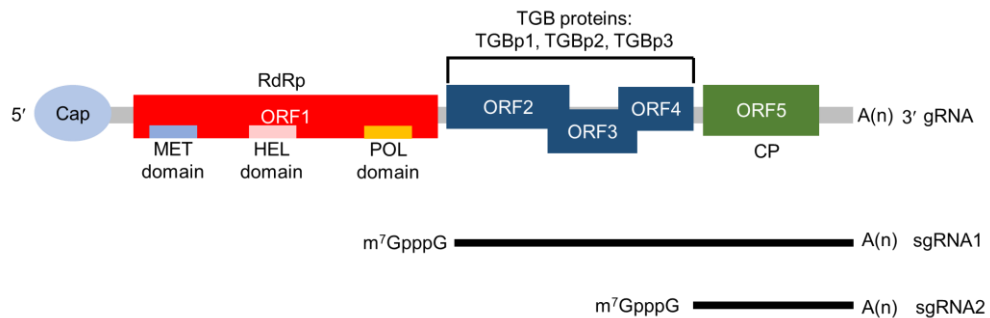 TGB proteins:
TGBp1, TGBp2, TGBp3
RdRp
5′ Cap ORF1 ORF2 ORF3 ORF4 ORF5 A(n) 3′ gRNA
MET domain
HEL domain
POL domain
CP
m⁷GpppG A(n) sgRNA1
m⁷GpppG A(n) sgRNA2